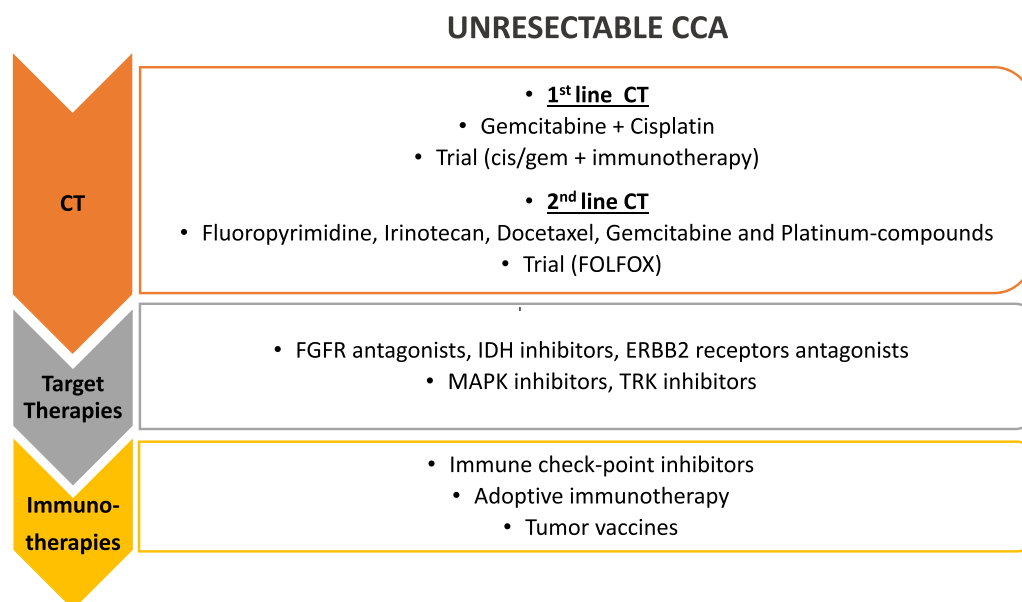 UNRESECTABLE CCA
CT
• 1st line CT
• Gemcitabine + Cisplatin
• Trial (cis/gem + immunotherapy)
• 2nd line CT
• Fluoropyrimidine, Irinotecan, Docetaxel, Gemcitabine and Platinum-compounds
• Trial (FOLFOX)
Target
Therapies
• FGFR antagonists, IDH inhibitors, ERBB2 receptors antagonists
• MAPK inhibitors, TRK inhibitors
Immuno-
therapies
• Immune check-point inhibitors
• Adoptive immunotherapy
• Tumor vaccines